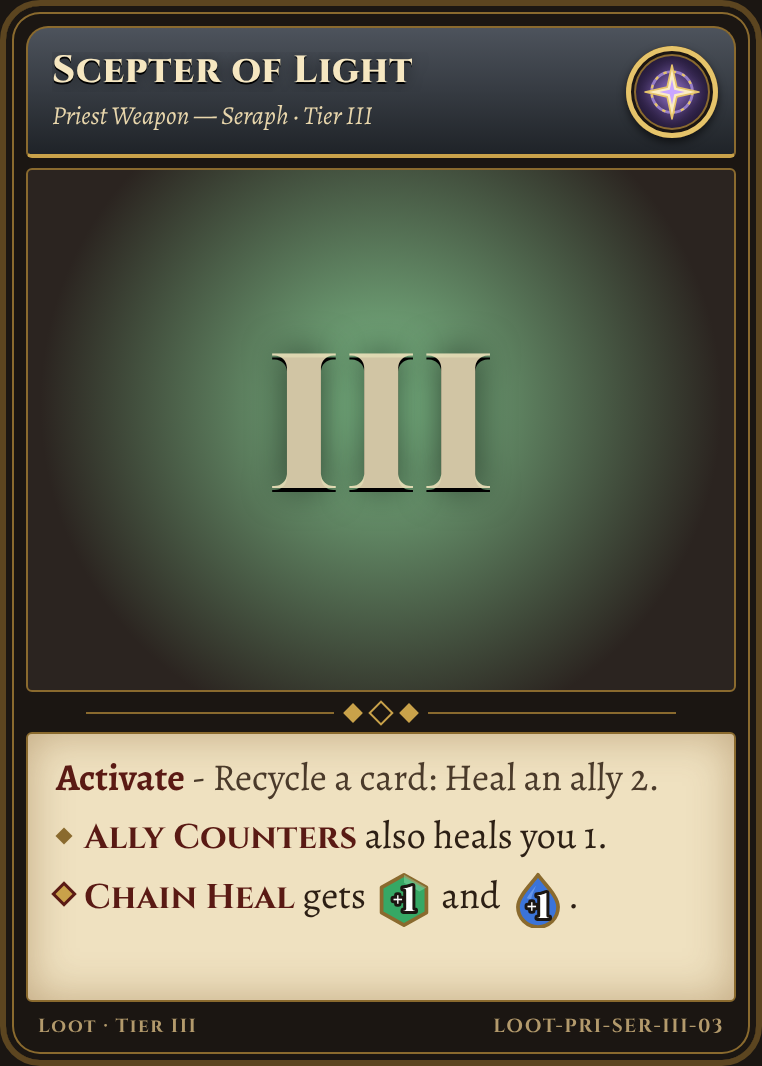 Scepter of Light
Priest Weapon — Seraph · Tier III
III
Activate - Recycle a card: Heal an ally 2.
Ally Counters also heals you 1.
Chain Heal gets +1 and +1 .
Loot · Tier III
LOOT-PRI-SER-III-03